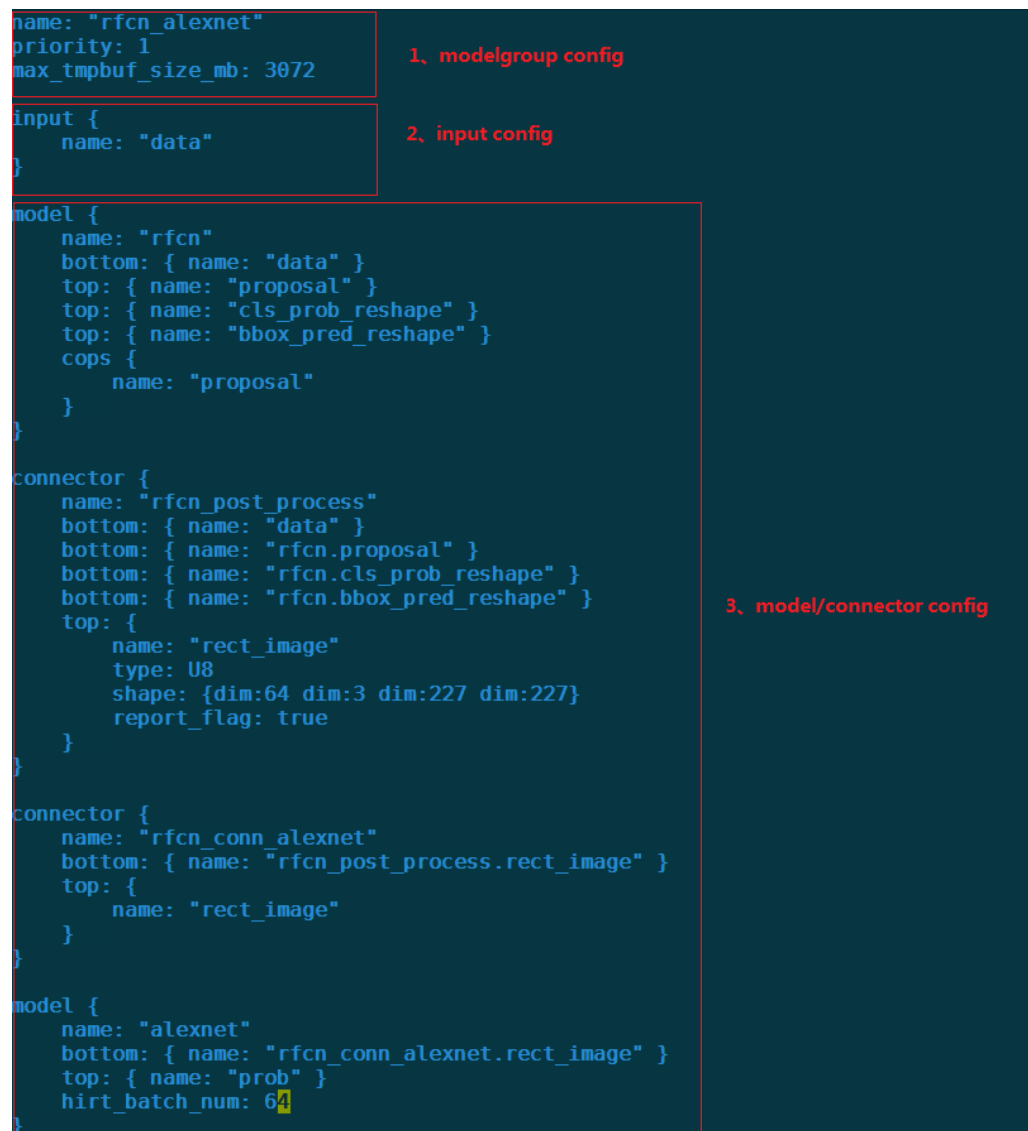 name: "rfcn_alexnet"
priority: 1
max_tmpbuf_size_mb: 3072
1、modelgroup config
input {
    name: "data"
}
2、input config
model {
    name: "rfcn"
    bottom: { name: "data" }
    top: { name: "proposal" }
    top: { name: "cls_prob_reshape" }
    top: { name: "bbox_pred_reshape" }
    cops {
        name: "proposal"
    }
}
connector {
    name: "rfcn_post_process"
    bottom: { name: "data" }
    bottom: { name: "rfcn.proposal" }
    bottom: { name: "rfcn.cls_prob_reshape" }
    bottom: { name: "rfcn.bbox_pred_reshape" }
    top: {
        name: "rect_image"
        type: U8
        shape: {dim:64 dim:3 dim:227 dim:227}
        report_flag: true
    }
}
3、model/connector config
connector {
    name: "rfcn_conn_alexnet"
    bottom: { name: "rfcn_post_process.rect_image" }
    top: {
        name: "rect_image"
    }
}
model {
    name: "alexnet"
    bottom: { name: "rfcn_conn_alexnet.rect_image" }
    top: { name: "prob" }
    hirt_batch_num: 64
}